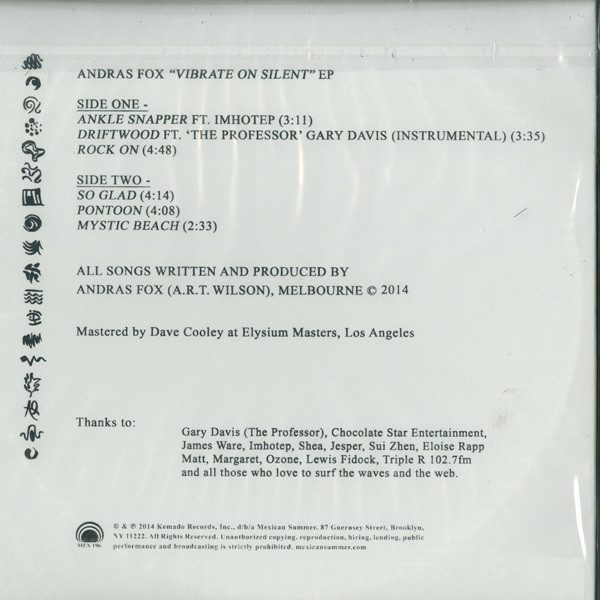 ANDRAS FOX “VIBRATE ON SILENT” EP
SIDE ONE -
ANKLE SNAPPER FT. IMHOTEP (3:11)
DRIFTWOOD FT. ‘THE PROFESSOR’ GARY DAVIS (INSTRUMENTAL) (3:35)
ROCK ON (4:48)
SIDE TWO -
SO GLAD (4:14)
PONTOON (4:08)
MYSTIC BEACH (2:33)
ALL SONGS WRITTEN AND PRODUCED BY
ANDRAS FOX (A.R.T. WILSON), MELBOURNE © 2014
Mastered by Dave Cooley at Elysium Masters, Los Angeles
Thanks to:
Gary Davis (The Professor), Chocolate Star Entertainment,
James Ware, Imhotep, Shea, Jesper, Sui Zhen, Eloise Rapp
Matt, Margaret, Ozone, Lewis Fidock, Triple R 102.7fm
and all those who love to surf the waves and the web.
© & ℗ 2014 Kemado Records, Inc., d/b/a Mexican Summer. 87 Guernsey Street, Brooklyn,
NY 11222. All Rights Reserved. Unauthorized copying, reproduction, hiring, lending, public
performance and broadcasting is strictly prohibited. mexicansummer.com
MEX 196